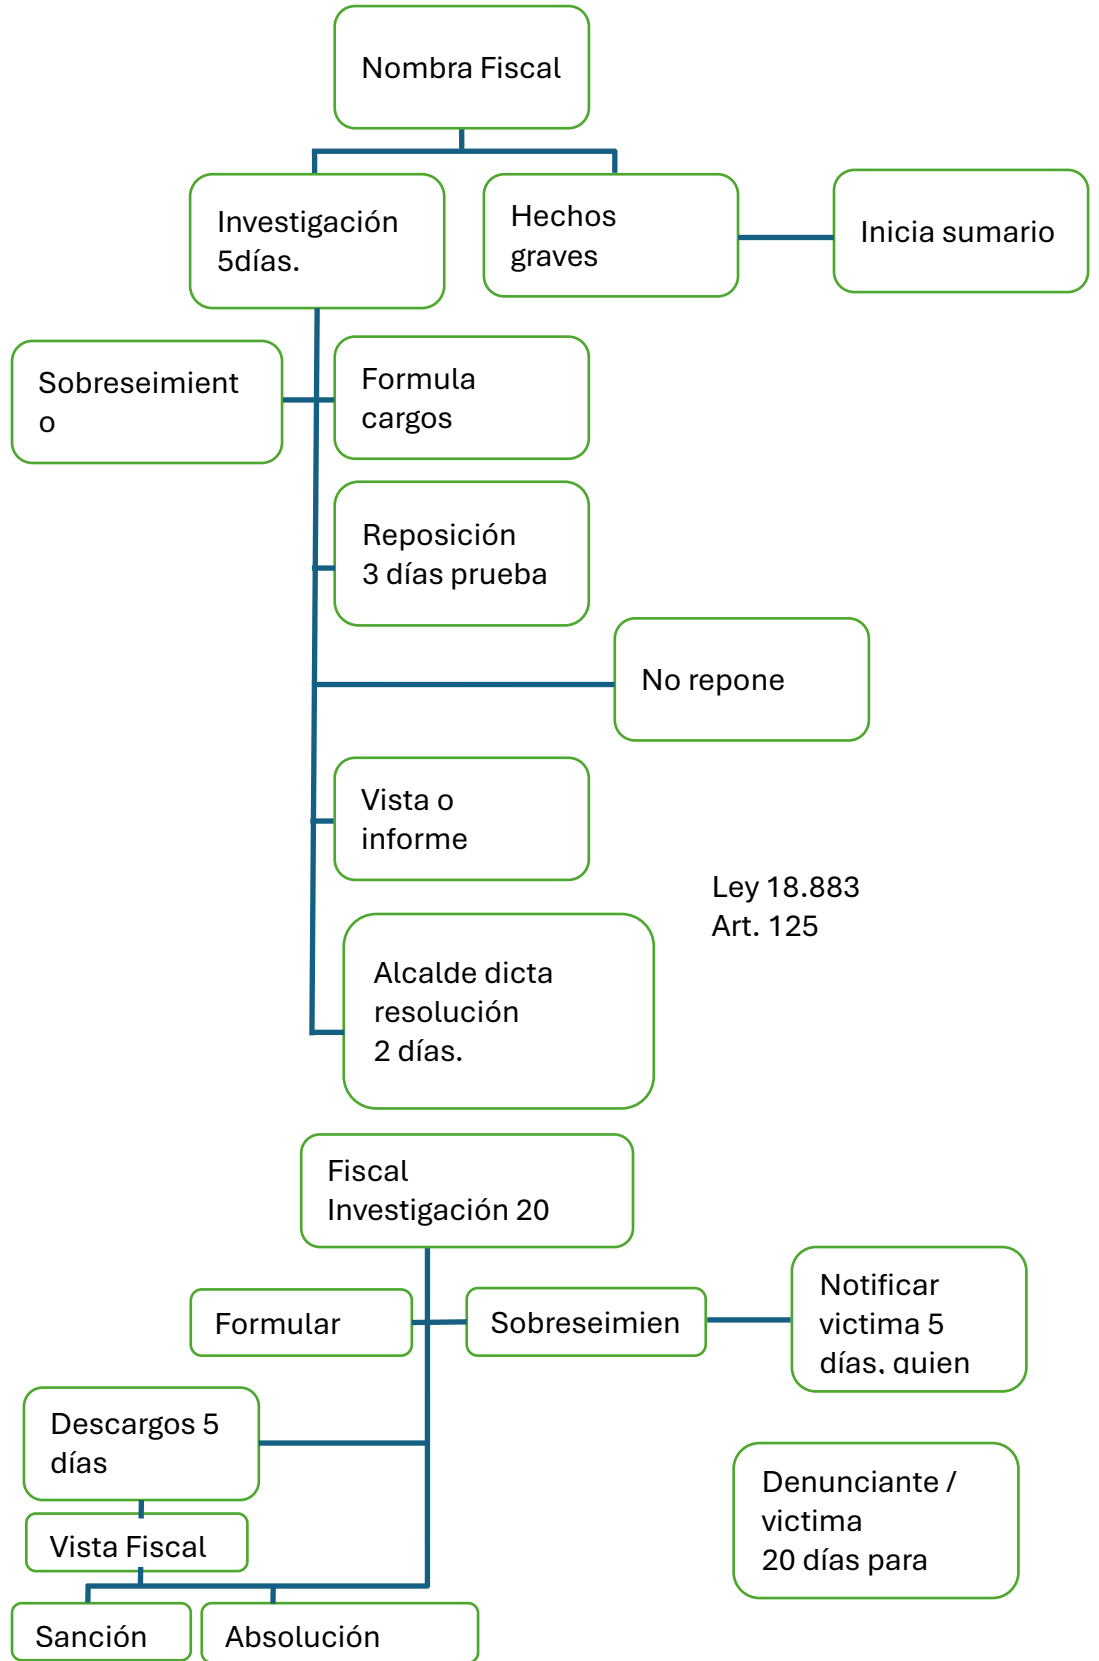 Nombra Fiscal
Investigación
5días.
Hechos
graves
Inicia sumario
Sobreseimient
o
Formula
cargos
Reposición
3 días prueba
No repone
Vista o
informe
Ley 18.883
Art. 125
Alcalde dicta
resolución
2 días.
Fiscal
Investigación 20
Formular
Sobreseimien
Notificar
victima 5
días, quien
Descargos 5
días
Denunciante /
victima
20 días para
Vista Fiscal
Sanción
Absolución